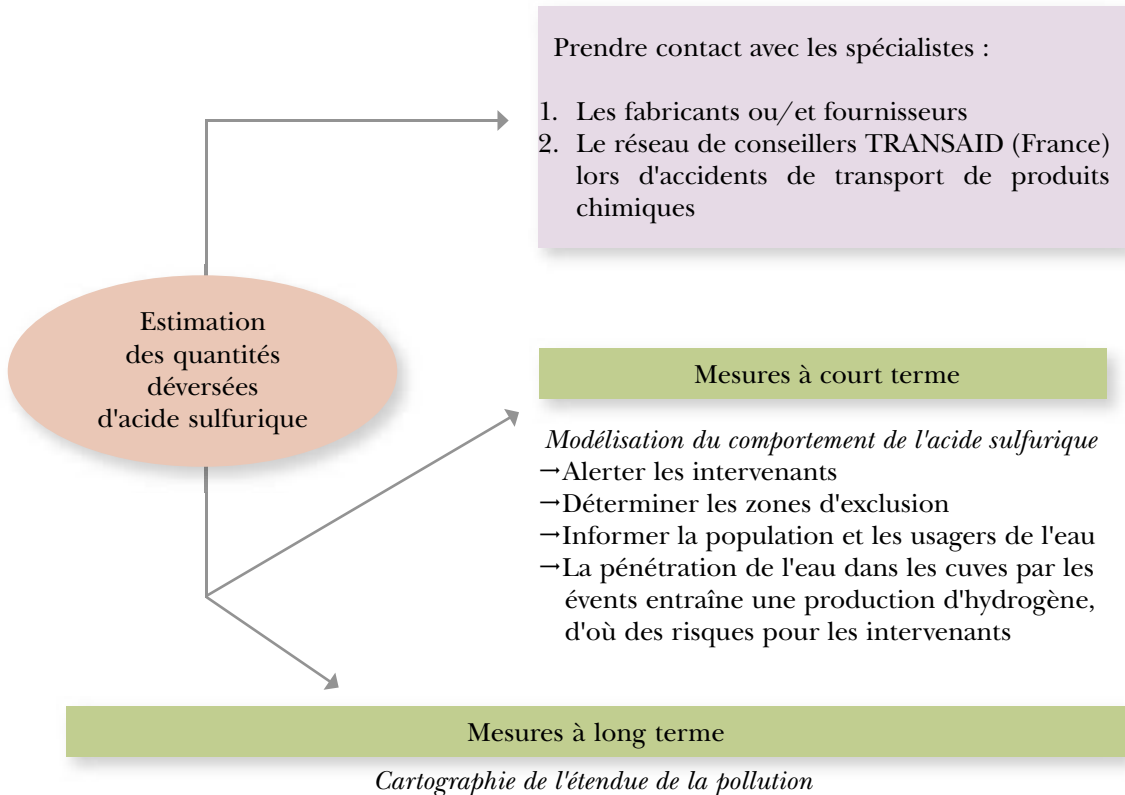 Prendre contact avec les spécialistes :
1. Les fabricants ou/et fournisseurs
2. Le réseau de conseillers TRANSAID (France)
lors d'accidents de transport de produits
chimiques
Estimation
des quantités
déversées
d'acide sulfurique
Mesures à court terme
Modélisation du comportement de l'acide sulfurique
→Alerter les intervenants
→Déterminer les zones d'exclusion
→Informer la population et les usagers de l'eau
→La pénétration de l'eau dans les cuves par les
évents entraîne une production d'hydrogène,
d'où des risques pour les intervenants
Mesures à long terme
Cartographie de l'étendue de la pollution